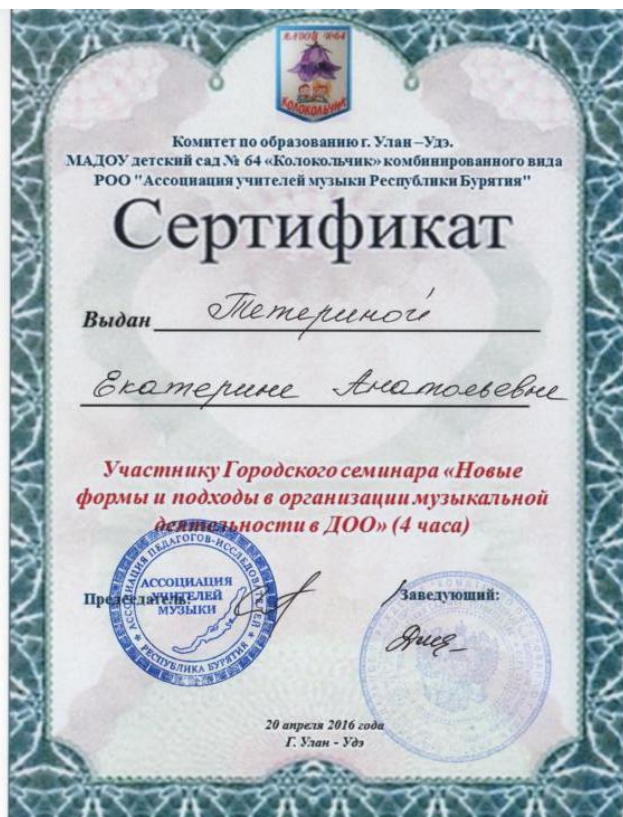 МАДОУ №64
КОЛОКОЛЬЧИК
Комитет по образованию г. Улан –Удэ.
МАДОУ детский сад № 64 «Колокольчик» комбинированного вида
РОО "Ассоциация учителей музыки Республики Бурятия"
Сертификат
Выдан Тетериной
Екатерине Анатольевне
Участнику Городского семинара «Новые
формы и подходы в организации музыкальной
деятельности в ДОО» (4 часа)
АССОЦИАЦИЯ ПЕДАГОГОВ-ИССЛЕДОВАТЕЛЕЙ
РЕСПУБЛИКА БУРЯТИЯ
АССОЦИАЦИЯ
УЧИТЕЛЕЙ
МУЗЫКИ
Председатель:
Заведующий:
20 апреля 2016 года
Г. Улан - Удэ